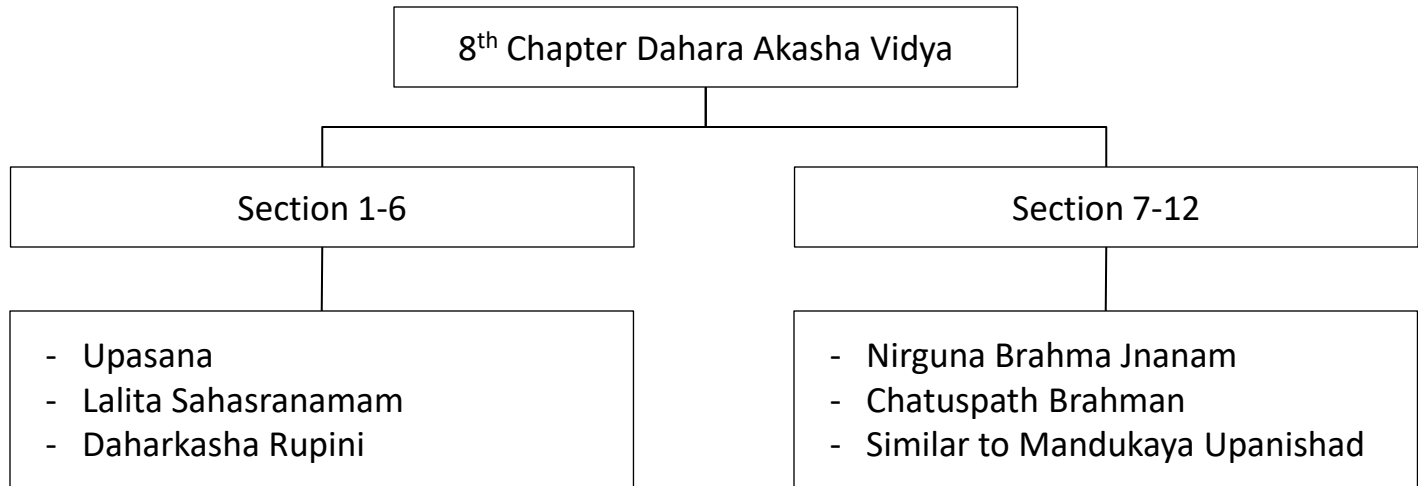 8th Chapter Dahara Akasha Vidya
Section 1-6
Section 7-12
- Upasana
- Lalita Sahasranamam
- Daharkasha Rupini
- Nirguna Brahma Jnanam
- Chatuspath Brahman
- Similar to Mandukaya Upanishad